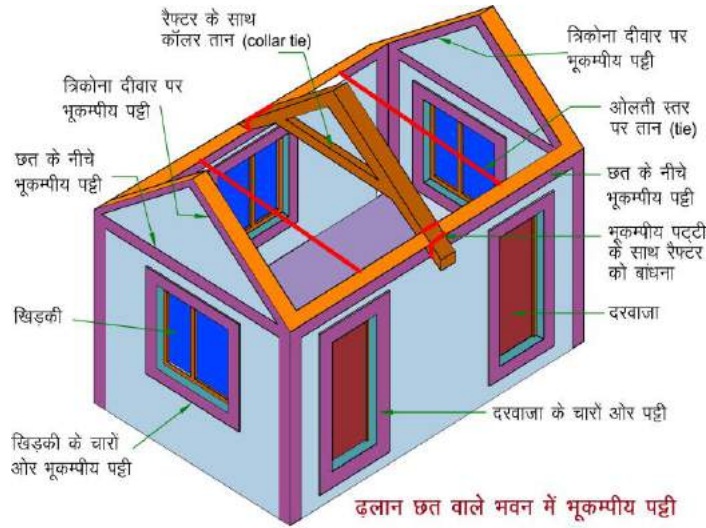 रैफ्टर के साथ
कॉलर तान (collar tie)
त्रिकोना दीवार पर
भूकम्पीय पट्टी
त्रिकोना दीवार पर
भूकम्पीय पट्टी
ओलती स्तर
पर तान (tie)
छत के नीचे
भूकम्पीय पट्टी
छत के नीचे
भूकम्पीय पट्टी
भूकम्पीय पट्टी
के साथ रैफ्टर
को बांधना
खिड़की
दरवाजा
दरवाजा के चारों ओर पट्टी
खिड़की के चारों
ओर भूकम्पीय पट्टी
ढ़लान छत वाले भवन में भूकम्पीय पट्टी